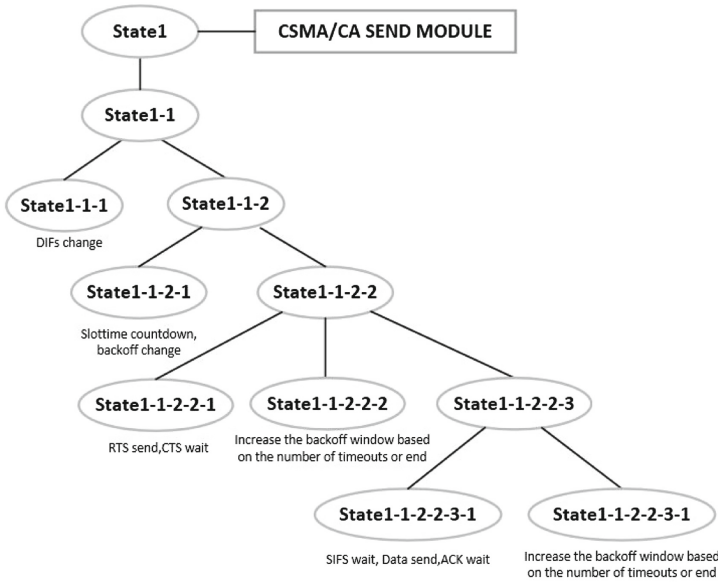 State1
CSMA/CA SEND MODULE
State1-1
State1-1-1
State1-1-2
DIFs change
State1-1-2-1
State1-1-2-2
Slottime countdown,
backoff change
State1-1-2-2-1
State1-1-2-2-2
State1-1-2-2-3
RTS send,CTS wait
Increase the backoff window based
on the number of timeouts or end
State1-1-2-2-3-1
State1-1-2-2-3-1
SIFS wait, Data send,ACK wait
Increase the backoff window based
on the number of timeouts or end